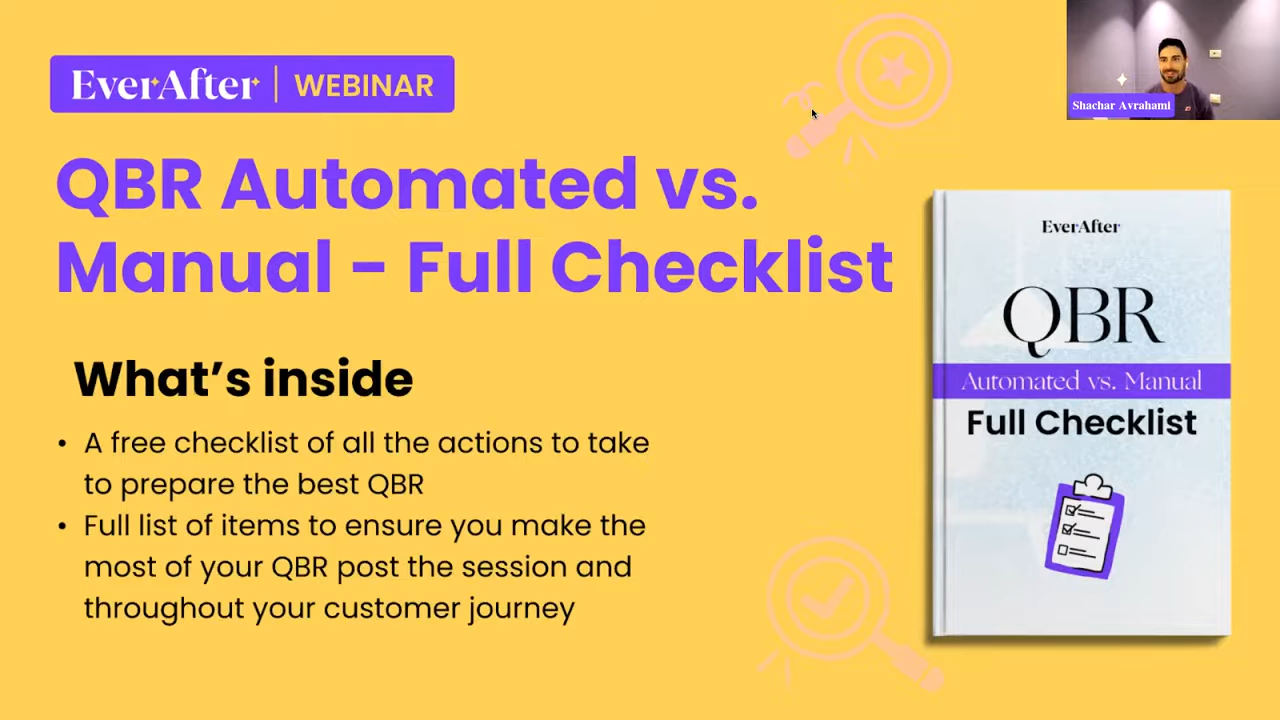 EverAfter | WEBINAR
Shachar Avrahami
QBR Automated vs.
Manual - Full Checklist
What's inside
• A free checklist of all the actions to take
to prepare the best QBR
• Full list of items to ensure you make the
most of your QBR post the session and
throughout your customer journey
EverAfter
QBR
Automated vs. Manual
Full Checklist